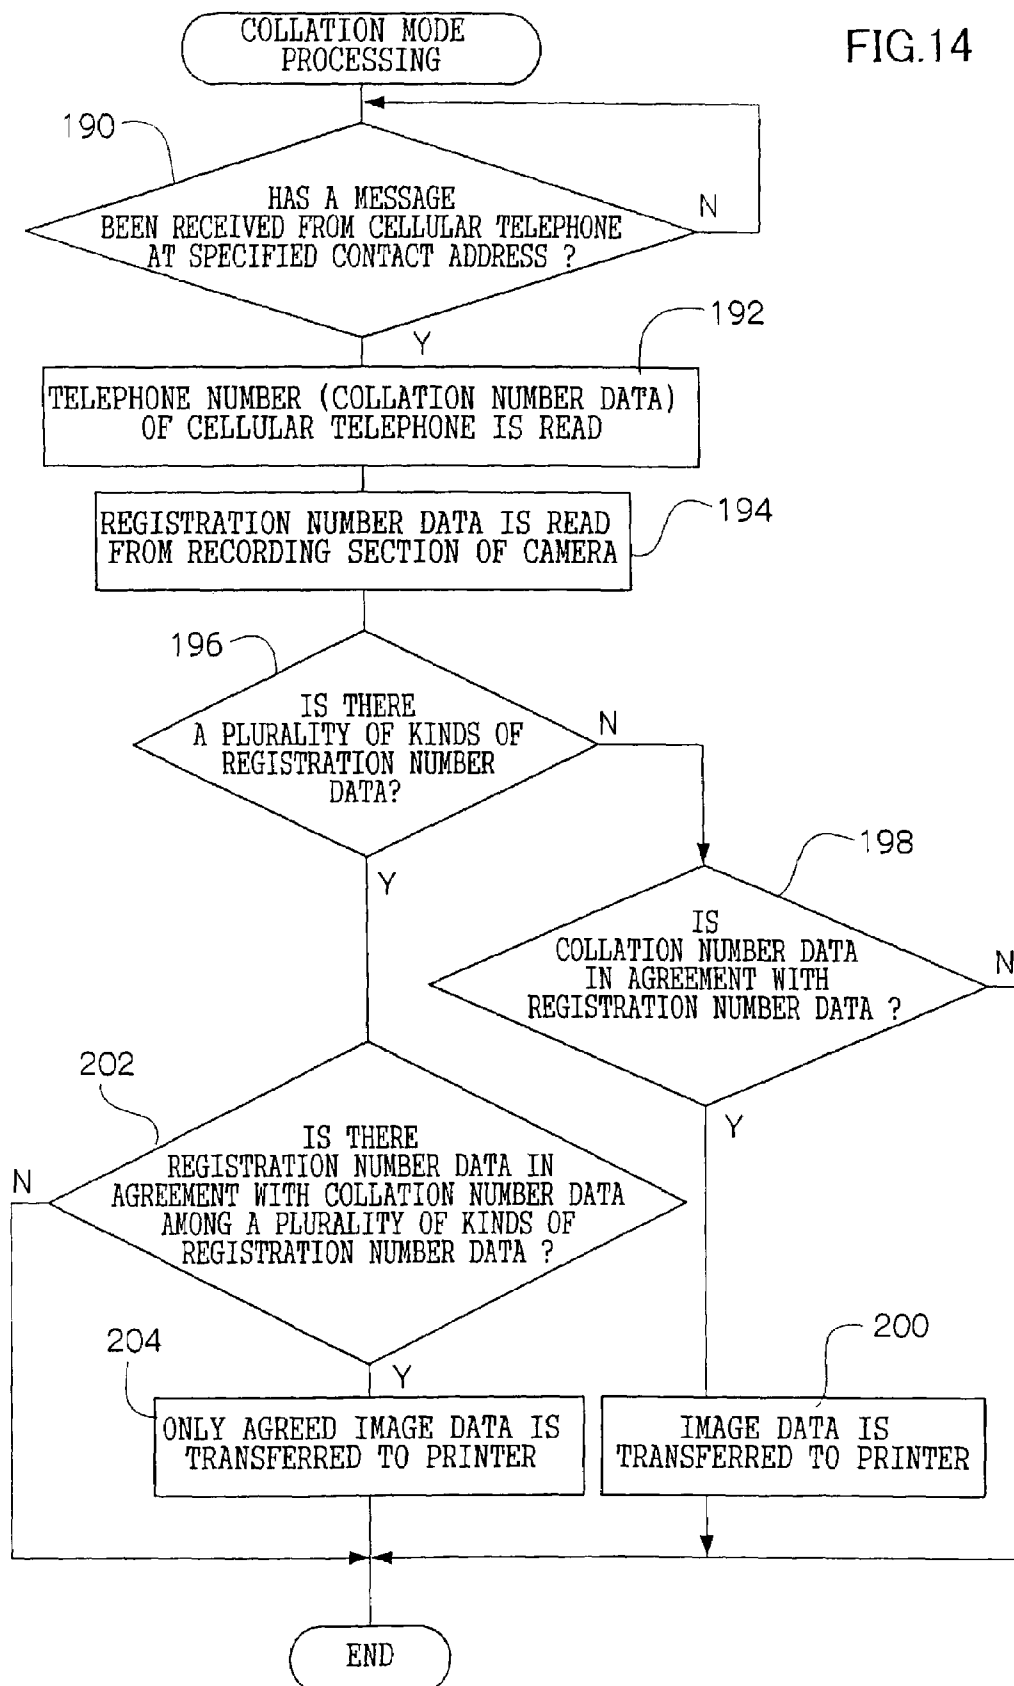 COLLATION MODE
PROCESSING
FIG.14
190
HAS A MESSAGE
BEEN RECEIVED FROM CELLULAR TELEPHONE
AT SPECIFIED CONTACT ADDRESS ?
N
Y
192
TELEPHONE NUMBER (COLLATION NUMBER DATA)
OF CELLULAR TELEPHONE IS READ
194
REGISTRATION NUMBER DATA IS READ
FROM RECORDING SECTION OF CAMERA
196
IS THERE
A PLURALITY OF KINDS OF
REGISTRATION NUMBER
DATA?
N
Y
198
IS
COLLATION NUMBER DATA
IN AGREEMENT WITH
REGISTRATION NUMBER DATA ?
N
Y
202
IS THERE
REGISTRATION NUMBER DATA IN
AGREEMENT WITH COLLATION NUMBER DATA
AMONG A PLURALITY OF KINDS OF
REGISTRATION NUMBER DATA ?
N
Y
204
ONLY AGREED IMAGE DATA IS
TRANSFERRED TO PRINTER
200
IMAGE DATA IS
TRANSFERRED TO PRINTER
END